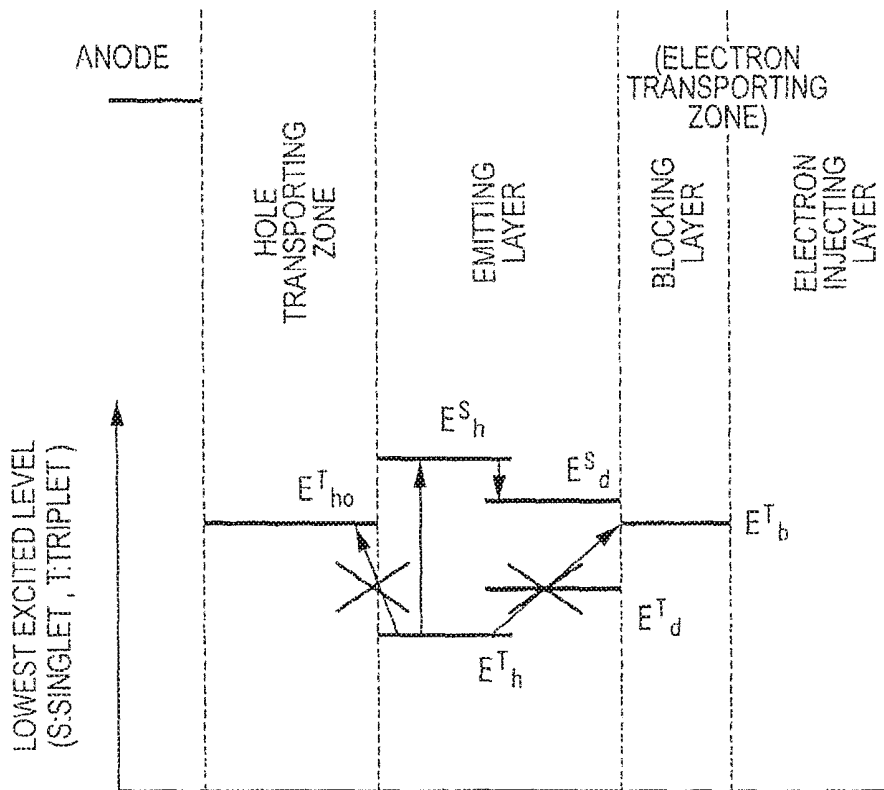 ANODE
(ELECTRON
TRANSPORTING
ZONE)
HOLE
TRANSPORTING
ZONE
EMITTING
LAYER
BLOCKING
LAYER
ELECTRON
INJECTING
LAYER
LOWEST EXCITED LEVEL
(S:SINGLET , T:TRIPLET)
E^S_h
E^S_d
E^T_ho
E^T_b
E^T_d
E^T_h